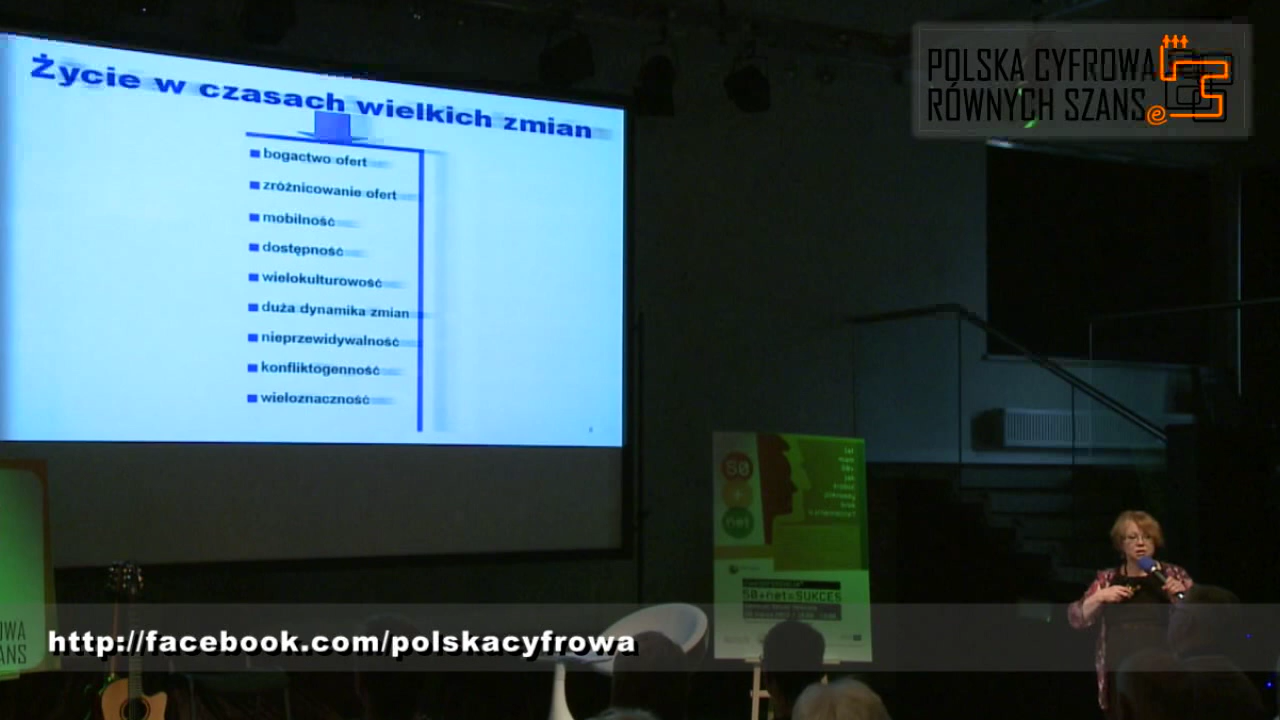 Życie w czasach wielkich zmian
bogactwo ofert
zróżnicowanie ofert
mobilność
dostępność
wielokulturowość
duża dynamika zmian
nieprzewidywalność
konfliktogenność
wieloznaczność
POLSKA CYFROWA
RÓWNYCH SZANS
50
+
net
50+net=SUKCES
http://facebook.com/polskacyfrowa